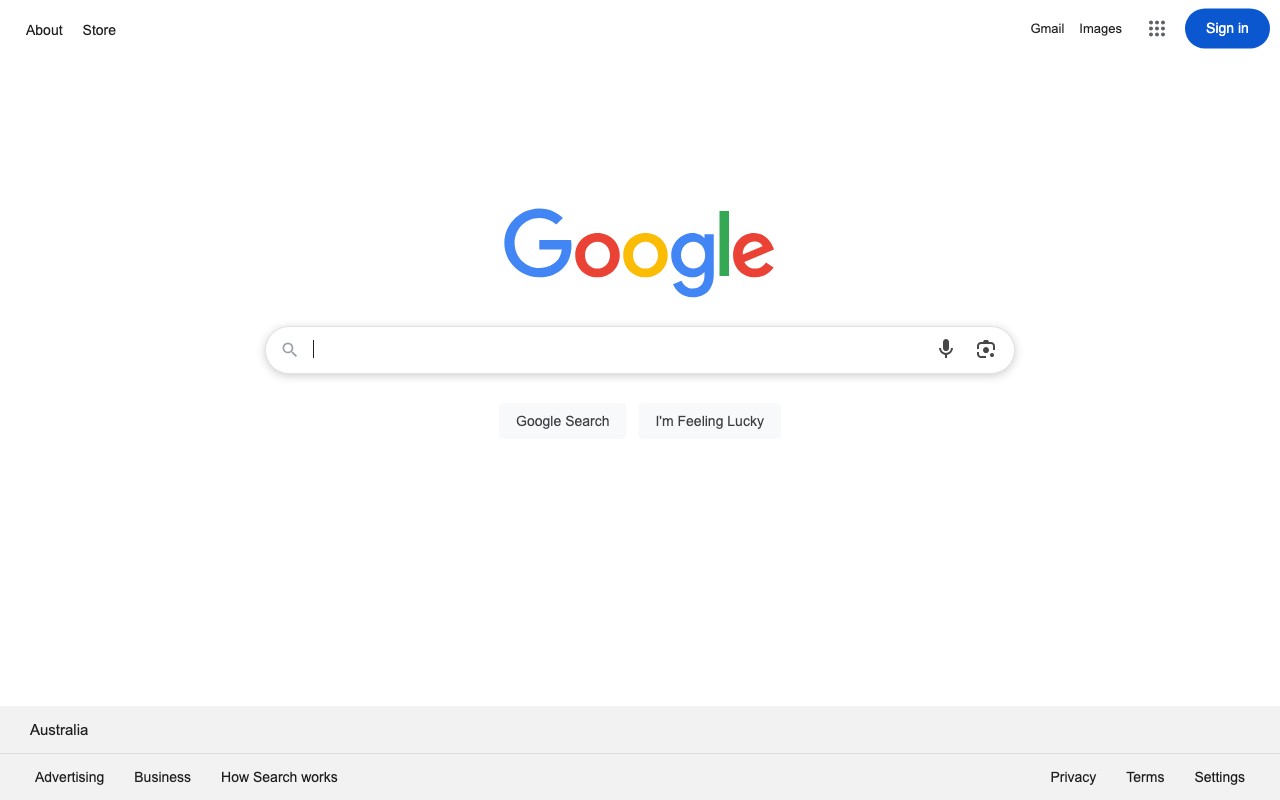 About Store
Gmail Images Sign in
Google
Google Search I'm Feeling Lucky
Australia
Advertising Business How Search works
Privacy Terms Settings